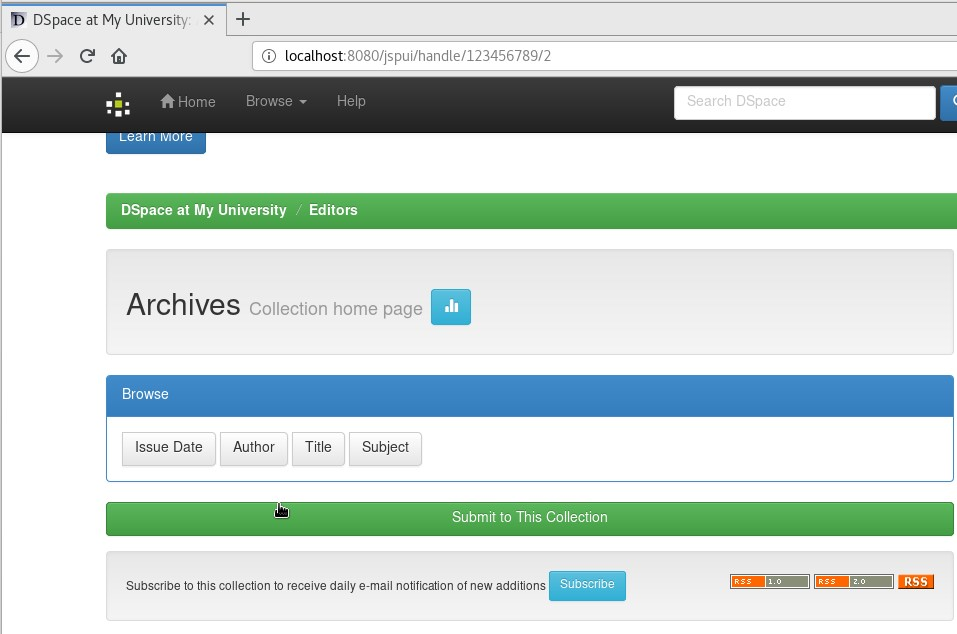 DSpace at My University:
localhost:8080/jspui/handle/123456789/2
Home Browse Help Search DSpace
Learn More
DSpace at My University / Editors
Archives Collection home page
Browse
Issue Date Author Title Subject
Submit to This Collection
Subscribe to this collection to receive daily e-mail notification of new additions Subscribe RSS 1.0 RSS 2.0 RSS